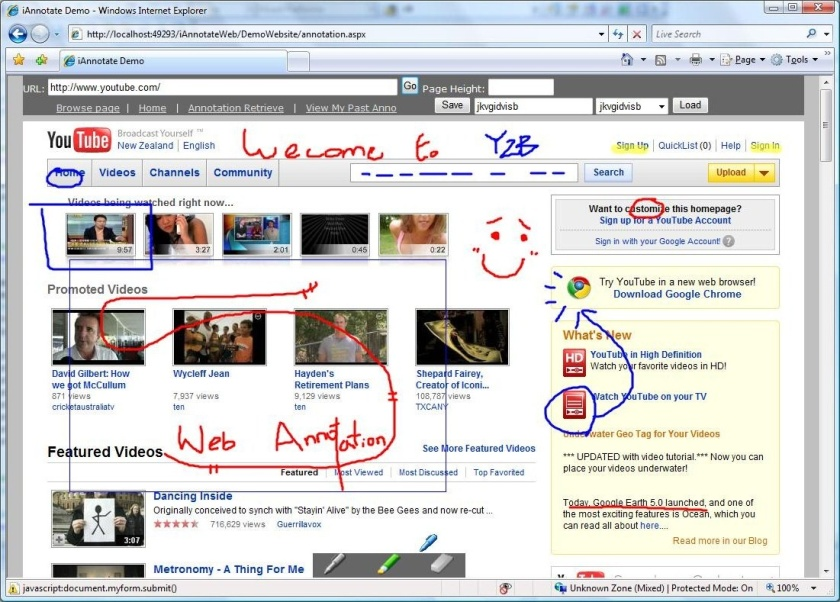 iAnnotate Demo - Windows Internet Explorer
http://localhost:49293/iAnnotateWeb/DemoWebsite/annotation.aspx
Live Search
iAnnotate Demo
Page
Tools
URL: http://www.youtube.com/ Go Page Height:
Browse page | Home | Annotation Retrieve | View My Past Anno
Save jkvgidvisb jkvgidvisb Load
YouTube
Broadcast Yourself ™
New Zealand | English
Wecome to Y2B
Sign Up | QuickList (0) | Help | Sign In
Home Videos Channels Community
Search
Upload
Videos being watched right now...
9:57 3:27 2:01 0:45 0:22
Want to customize this homepage?
Sign up for a YouTube Account
Sign in with your Google Account! ?
Try YouTube in a new web browser!
Download Google Chrome
Promoted Videos
David Gilbert: How we got McCullum
871 views
cricketaustraliatv
Wycleff Jean
7,937 views
ten
Hayden's Retirement Plans
9,129 views
ten
Shepard Fairey, Creator of Iconi...
108,787 views
TXCANY
What's New
HD
YouTube in High Definition
Watch your favorite videos in HD!
Watch YouTube on your TV
Underwater Geo Tag for Your Videos
*** UPDATED with video tutorial.*** Now you can
place your videos underwater!
Today, Google Earth 5.0 launched, and one of
the most exciting features is Ocean, which you
can read all about here....
Read more in our Blog
Web Annotation
Featured Videos
See More Featured Videos
Featured | Most Viewed | Most Discussed | Top Favorited
Dancing Inside
Originally conceived to synch with "Stayin' Alive" by the Bee Gees and now re-cut ...
716,629 views Guerrillavox
3:07
Metronomy - A Thing For Me
javascript:document.myform.submit()
Unknown Zone (Mixed) | Protected Mode: On
100%